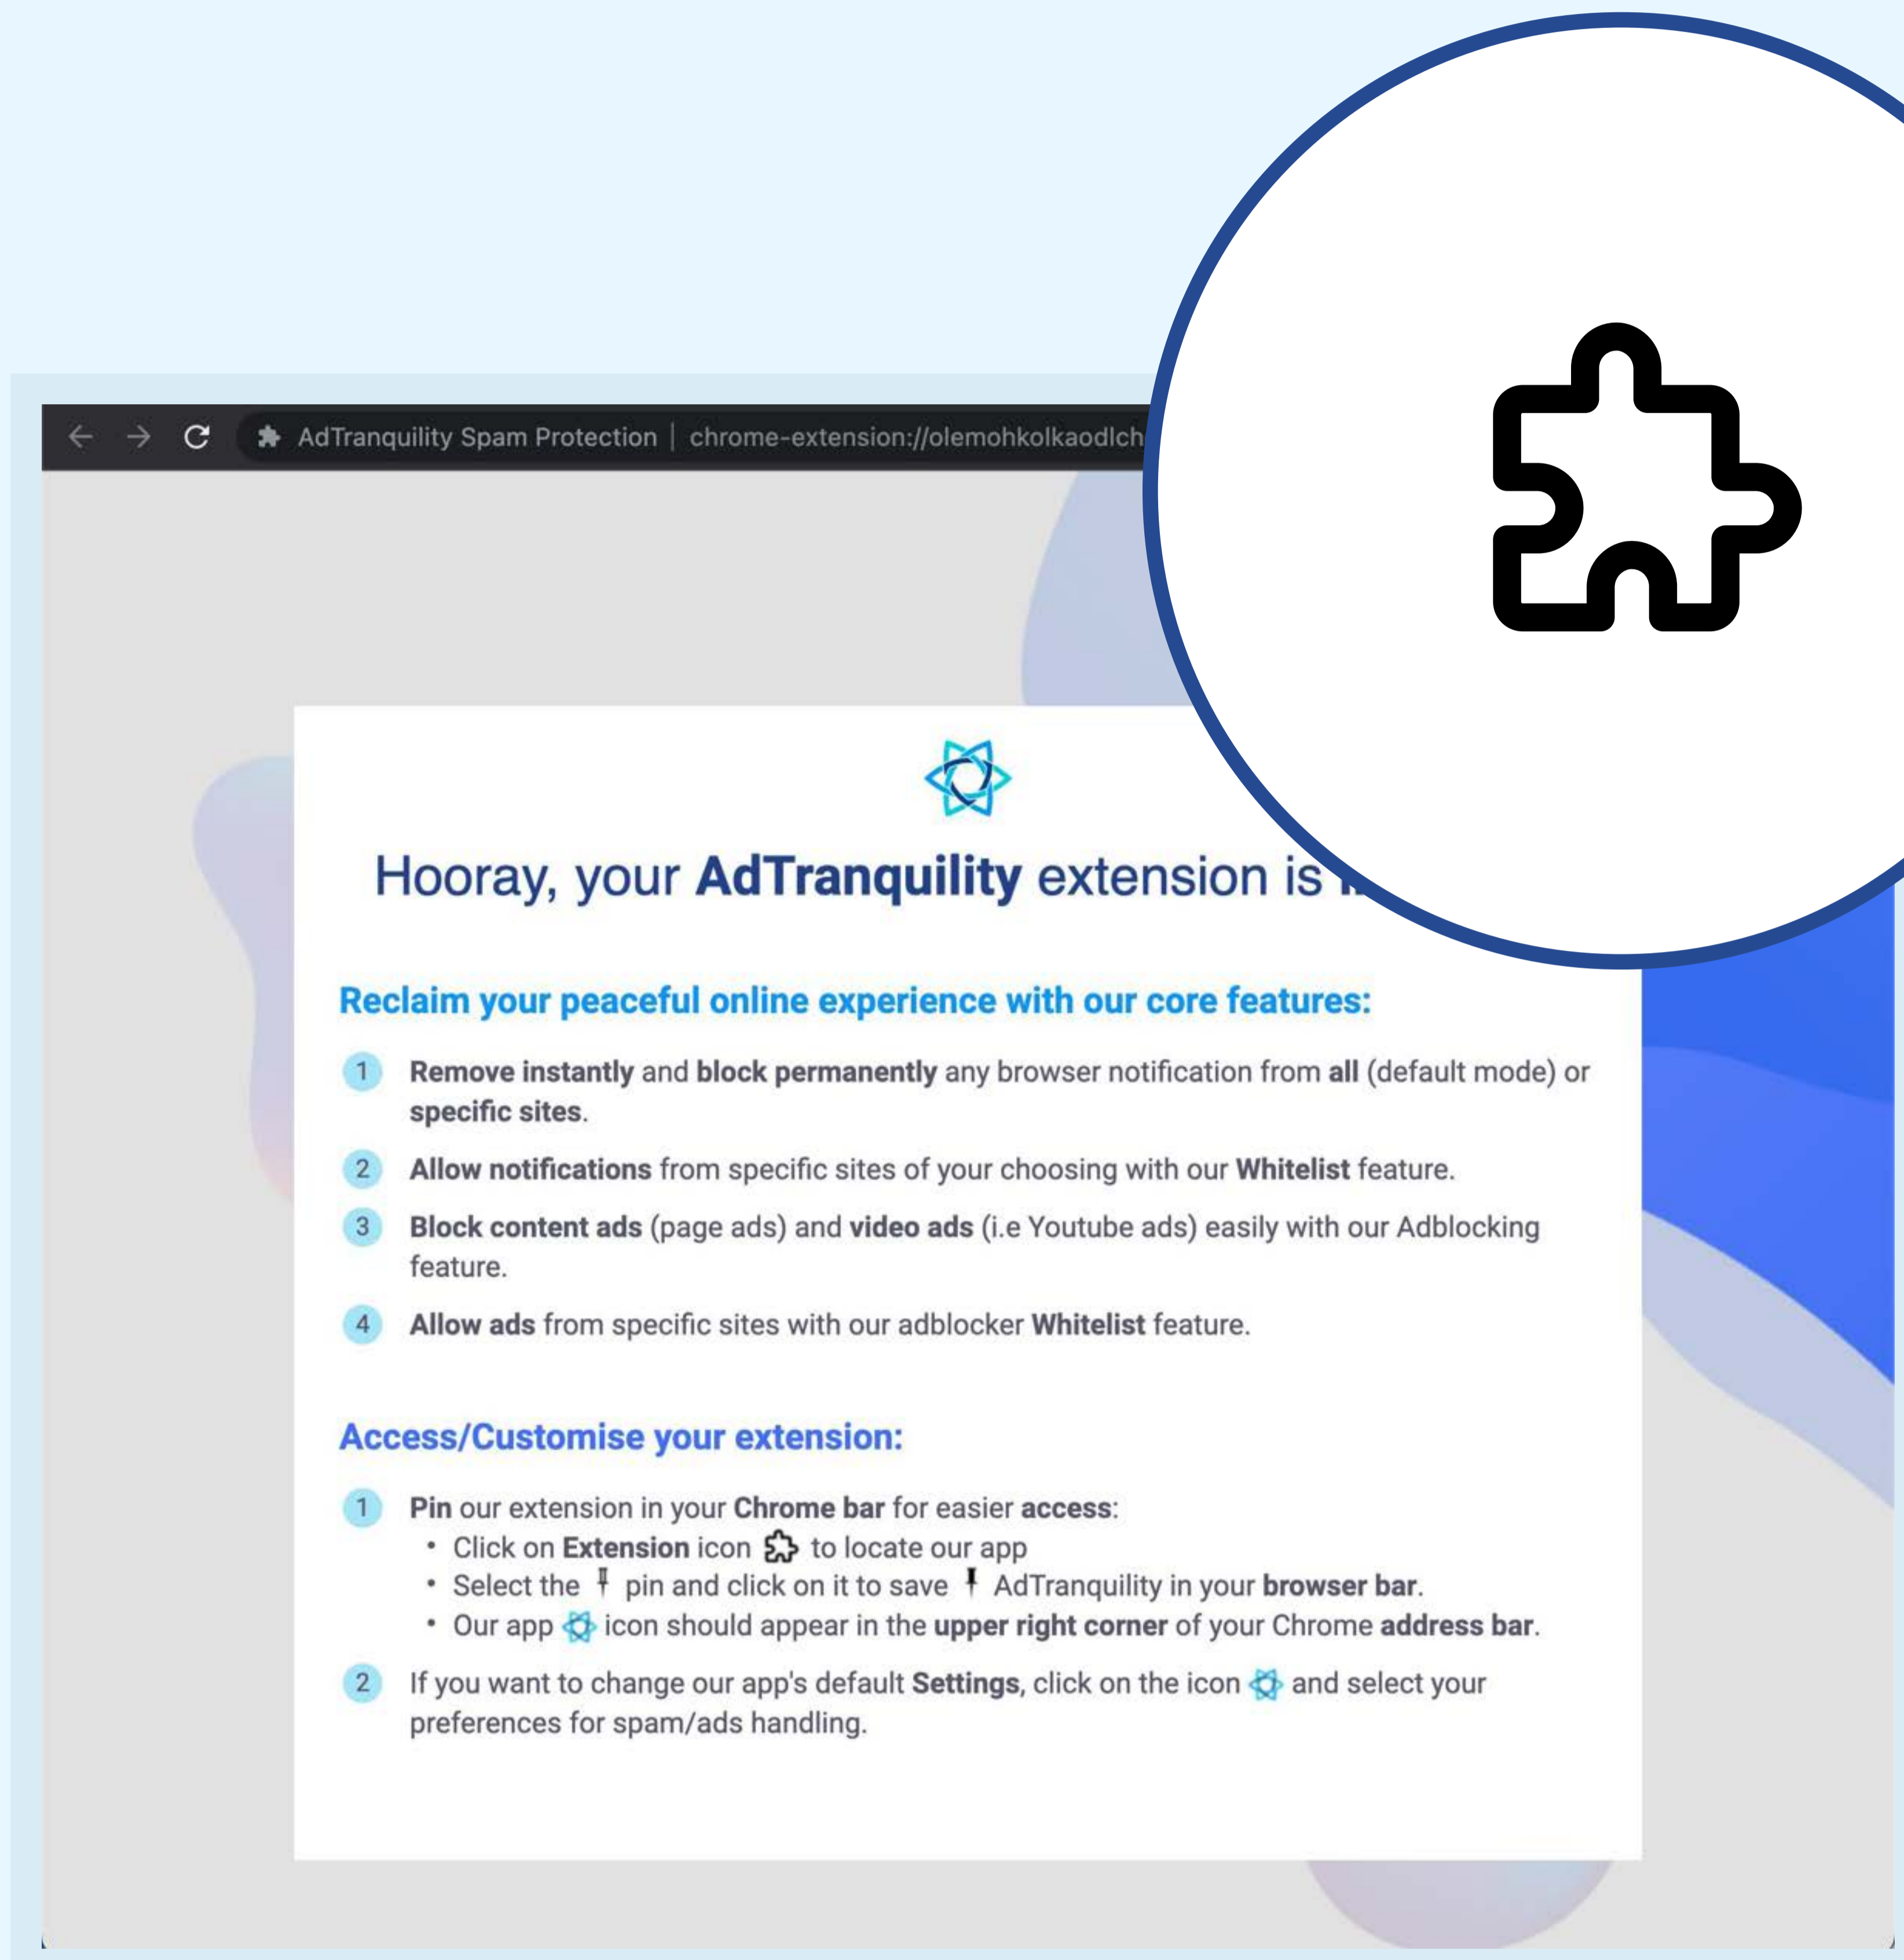 AdTranquility Spam Protection | chrome-extension://olemohkolkaodlch
Hooray, your AdTranquility extension is
Reclaim your peaceful online experience with our core features:
1 Remove instantly and block permanently any browser notification from all (default mode) or
specific sites.
2 Allow notifications from specific sites of your choosing with our Whitelist feature.
3 Block content ads (page ads) and video ads (i.e Youtube ads) easily with our Adblocking
feature.
4 Allow ads from specific sites with our adblocker Whitelist feature.
Access/Customise your extension:
1 Pin our extension in your Chrome bar for easier access:
• Click on Extension icon to locate our app
• Select the pin and click on it to save AdTranquility in your browser bar.
• Our app icon should appear in the upper right corner of your Chrome address bar.
2 If you want to change our app's default Settings, click on the icon and select your
preferences for spam/ads handling.